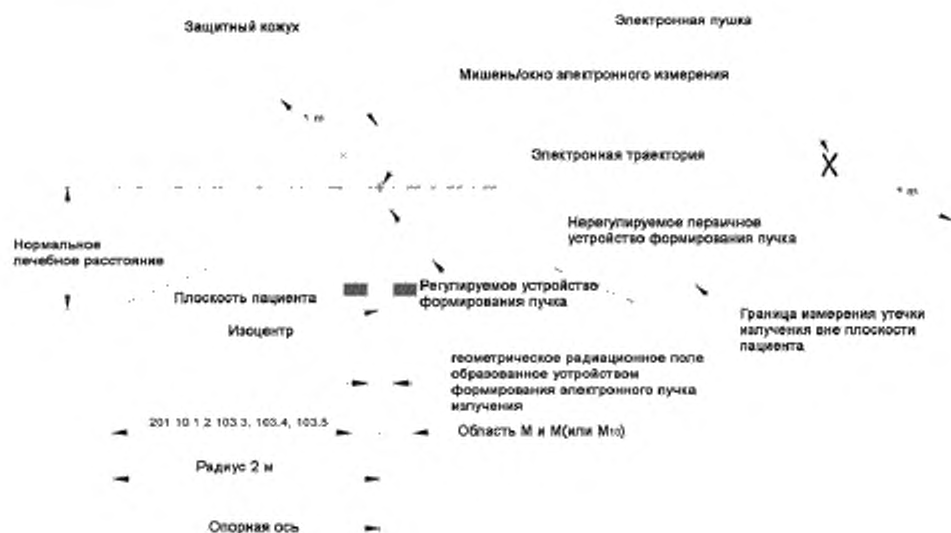 Защитный кожух
Электронная пушка
Мишень/окно электронного измерения
1 m
Электронная траектория
X
1 m
Нормальное
лечебное расстояние
Нерегулируемое первичное
устройство формирования пучка
Плоскость пациента
Регулируемое устройство
формирования пучка
Изоцентр
Граница измерения утечки
излучения вне плоскости
пациента
геометрическое радиационное поле
образованное устройством
формирования электронного пучка
излучения
201 10.1.2 103.3, 103.4, 103.5
Область М и М(или М10)
Радиус 2 м
Опорная ось